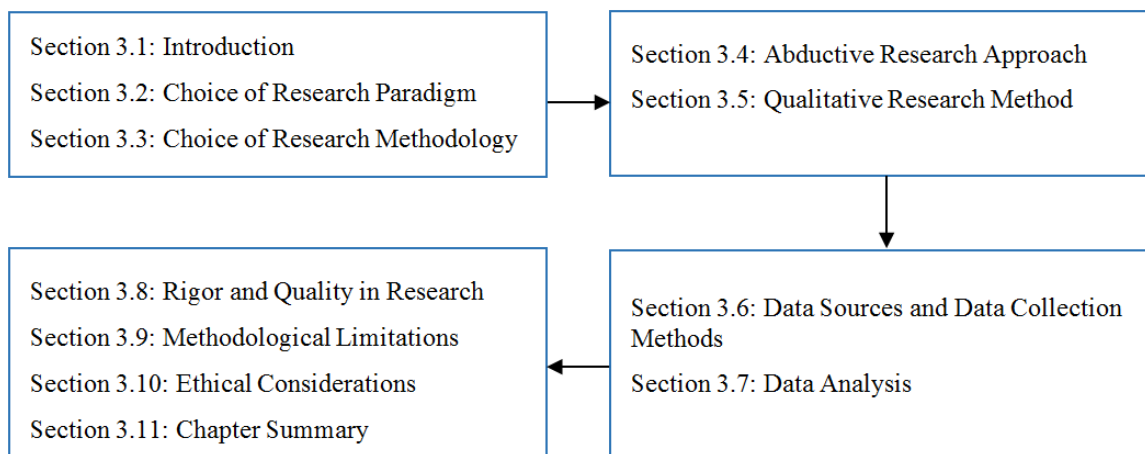 Section 3.1: Introduction
Section 3.2: Choice of Research Paradigm
Section 3.3: Choice of Research Methodology
Section 3.4: Abductive Research Approach
Section 3.5: Qualitative Research Method
Section 3.6: Data Sources and Data Collection
Methods
Section 3.7: Data Analysis
Section 3.8: Rigor and Quality in Research
Section 3.9: Methodological Limitations
Section 3.10: Ethical Considerations
Section 3.11: Chapter Summary